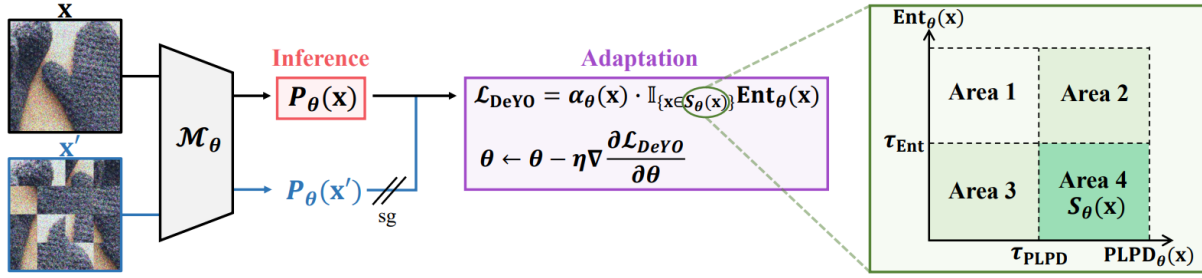 x
x′
ℳ_θ
Inference
P_θ(x)
P_θ(x′)
sg
Adaptation
ℒ_DeYO = α_θ(x) · 𝕀_{x∈S_θ(x)} Ent_θ(x)
θ ← θ − η∇ ∂ℒ_DeYO / ∂θ
Ent_θ(x)
Area 1
Area 2
τ_Ent
Area 3
Area 4
S_θ(x)
τ_PLPD
PLPD_θ(x)